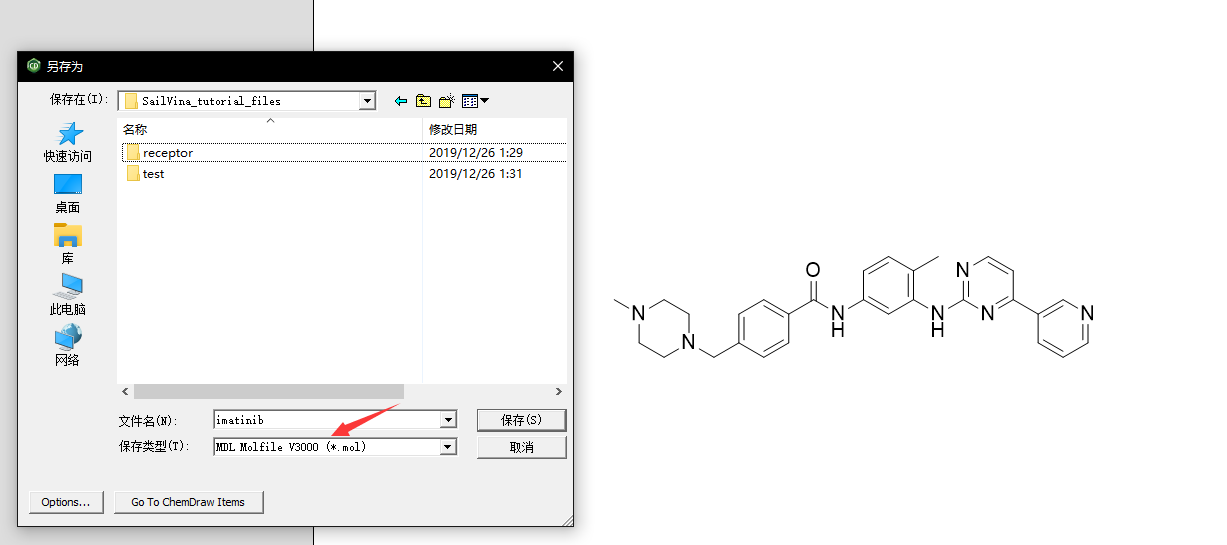 CD 另存为
保存在(I): SailVina_tutorial_files
名称 修改日期
receptor 2019/12/26 1:29
test 2019/12/26 1:31
快速访问
桌面
库
此电脑
网络
文件名(N): imatinib 保存(S)
保存类型(T): MDL Molfile V3000 (*.mol) 取消
Options... Go To ChemDraw Items
O
N
N
N
H
N
H
N
N
N